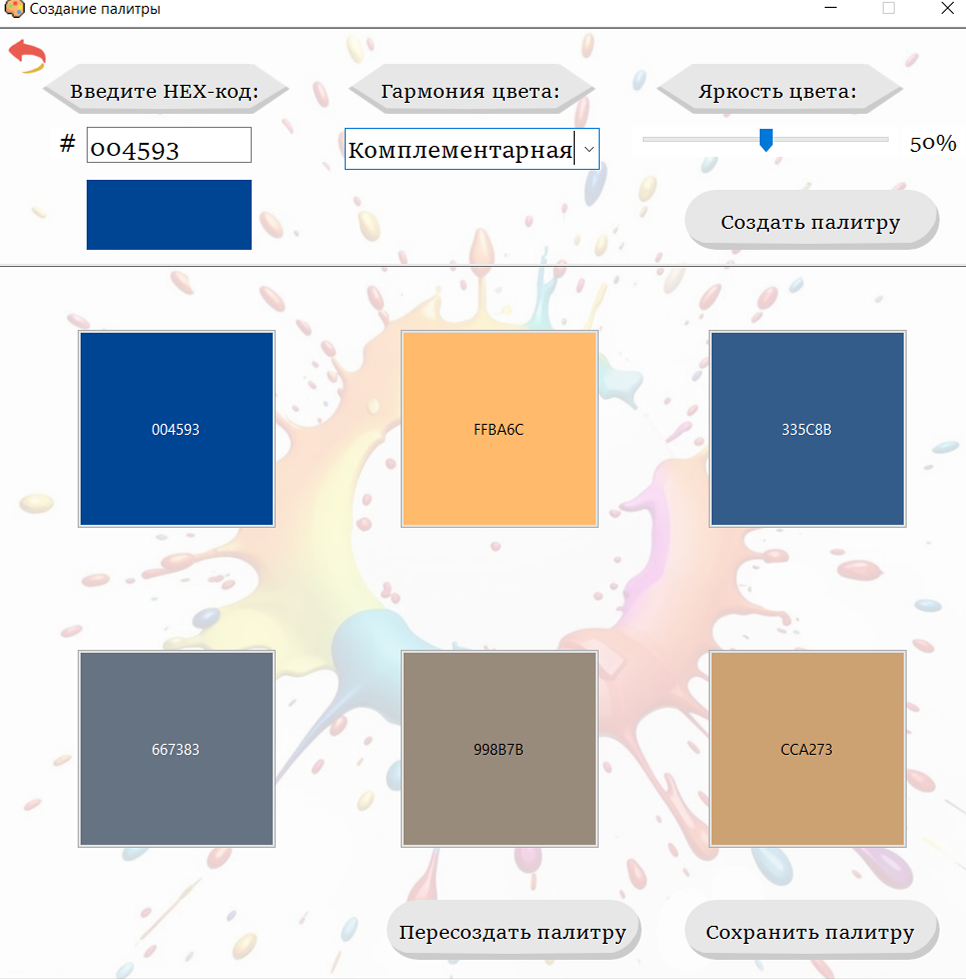 Создание палитры
Введите HEX-код:
Гармония цвета:
Яркость цвета:
# 004593
Комплементарная
50%
Создать палитру
004593
FFBA6C
335C8B
667383
998B7B
CCA273
Пересоздать палитру
Сохранить палитру